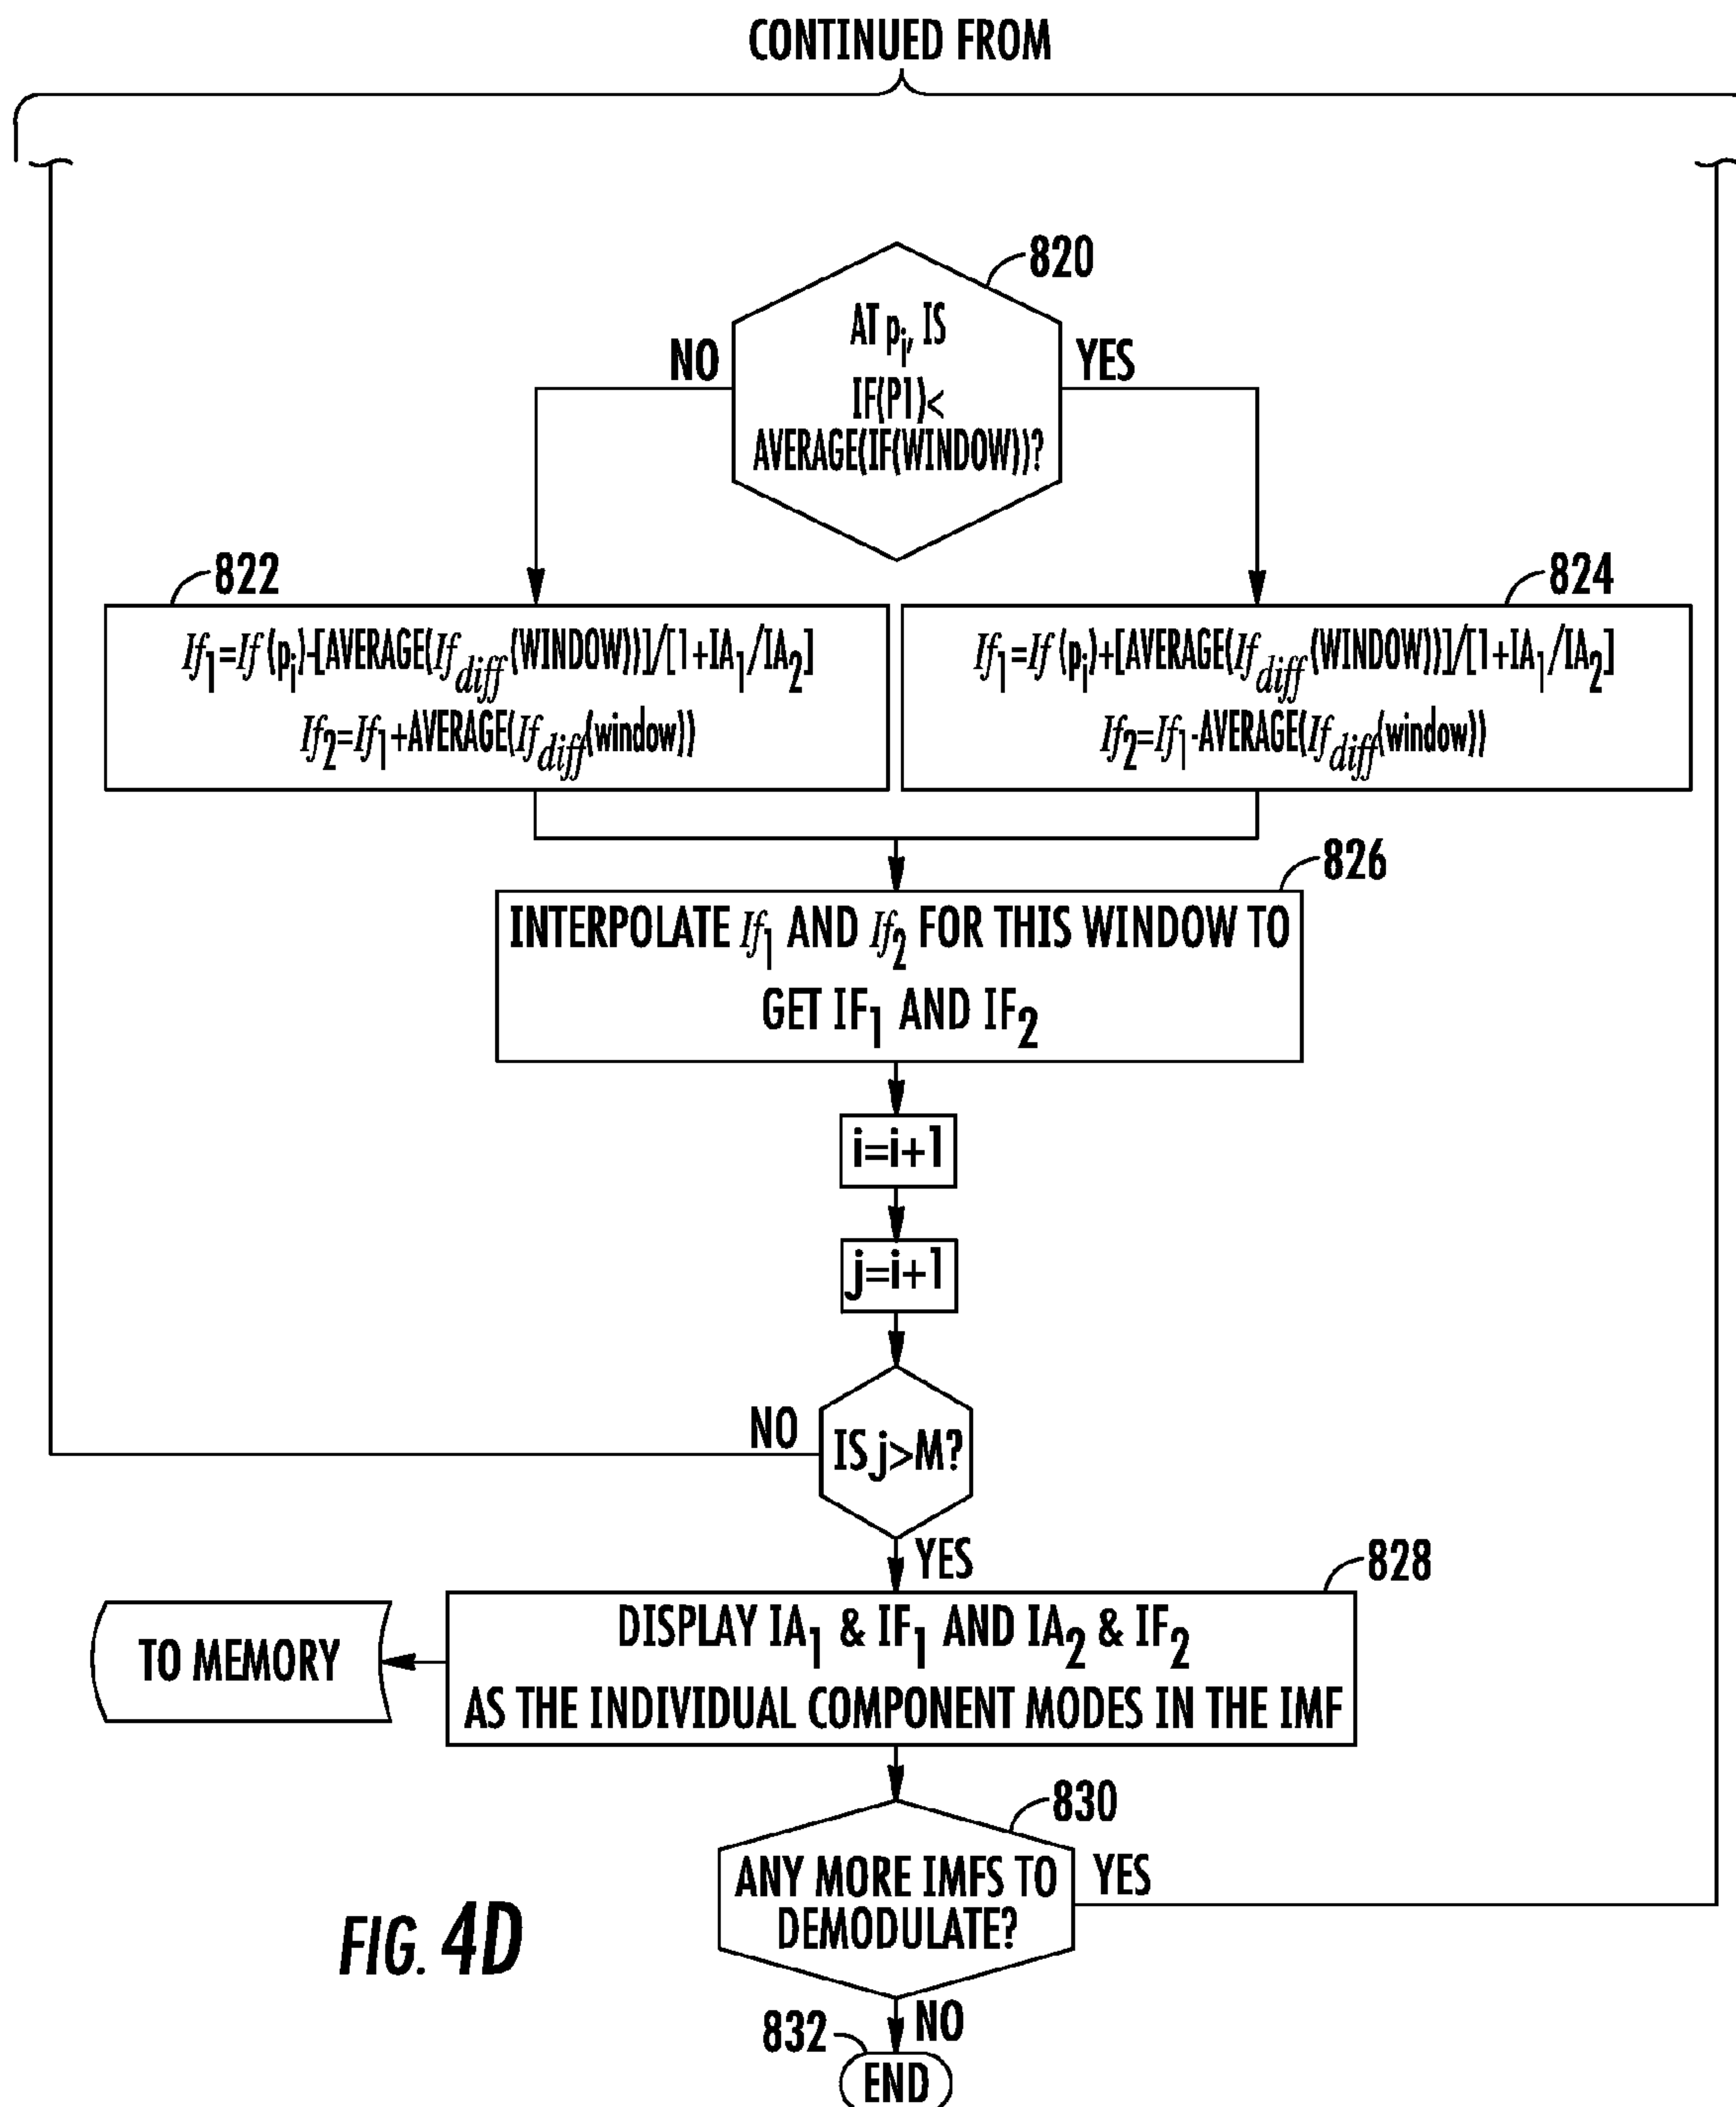 CONTINUED FROM
820
AT pi, IS
IF(P1)<
AVERAGE(IF(WINDOW))?
NO
YES
822
If1=If (pi)-[AVERAGE(Ifdiff (WINDOW))]/[1+IA1/IA2]
If2=If1+AVERAGE(Ifdiff(window))
824
If1=If (pi)+[AVERAGE(Ifdiff (WINDOW))]/[1+IA1/IA2]
If2=If1-AVERAGE(Ifdiff(window))
826
INTERPOLATE If1 AND If2 FOR THIS WINDOW TO
GET IF1 AND IF2
i=i+1
j=i+1
IS j>M?
NO
YES
828
DISPLAY IA1 & IF1 AND IA2 & IF2
AS THE INDIVIDUAL COMPONENT MODES IN THE IMF
TO MEMORY
830
ANY MORE IMFS TO
DEMODULATE?
YES
NO
832
END
FIG. 4D